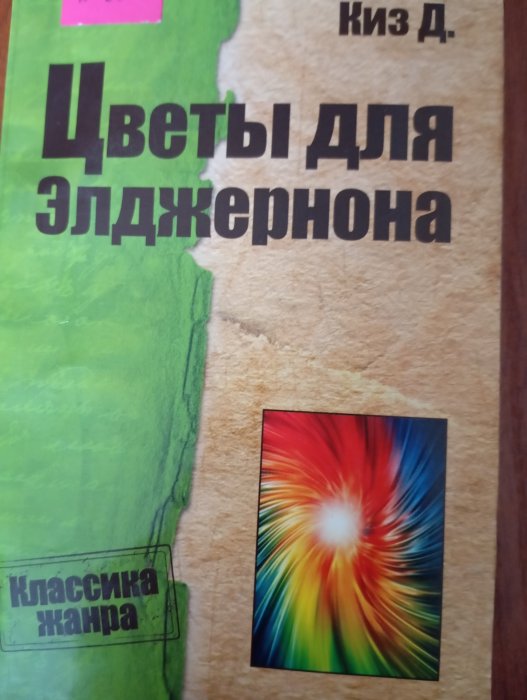 Киз Д.
Цветы для
Элджернона
Классика
жанра